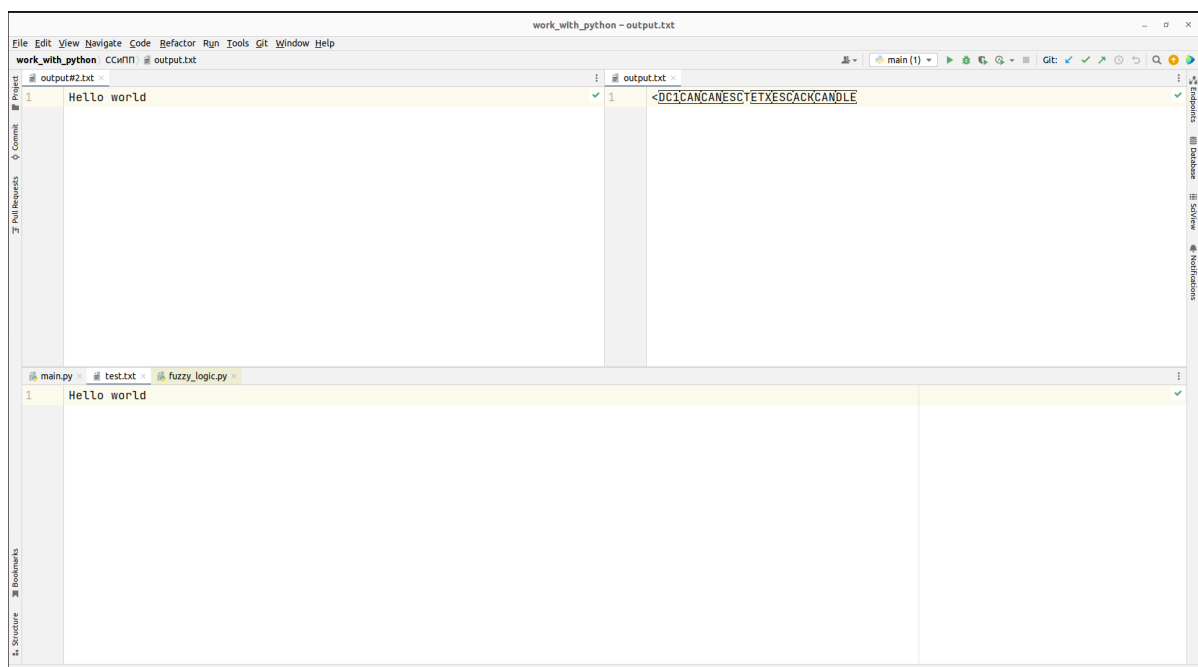 work_with_python – output.txt
File Edit View Navigate Code Refactor Run Tools Git Window Help
work_with_python ССиПП output.txt
main (1)
Git:
Project
Commit
Pull Requests
Bookmarks
Structure
output#2.txt
1 Hello world
output.txt
1 <DC1CANCANESCTETXESCACKCANDLE
Endpoints
Database
SciView
Notifications
main.py test.txt fuzzy_logic.py
1 Hello world